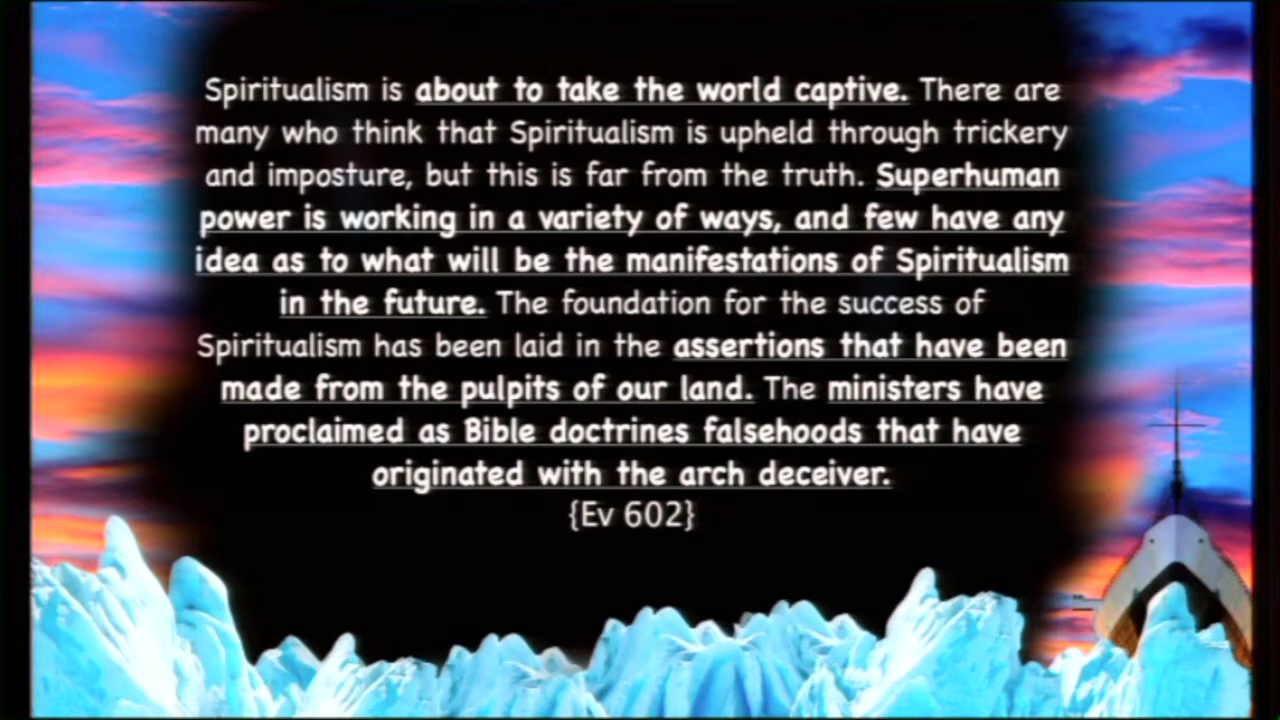 Spiritualism is about to take the world captive. There are
many who think that Spiritualism is upheld through trickery
and imposture, but this is far from the truth. Superhuman
power is working in a variety of ways, and few have any
idea as to what will be the manifestations of Spiritualism
in the future. The foundation for the success of
Spiritualism has been laid in the assertions that have been
made from the pulpits of our land. The ministers have
proclaimed as Bible doctrines falsehoods that have
originated with the arch deceiver.
{Ev 602}